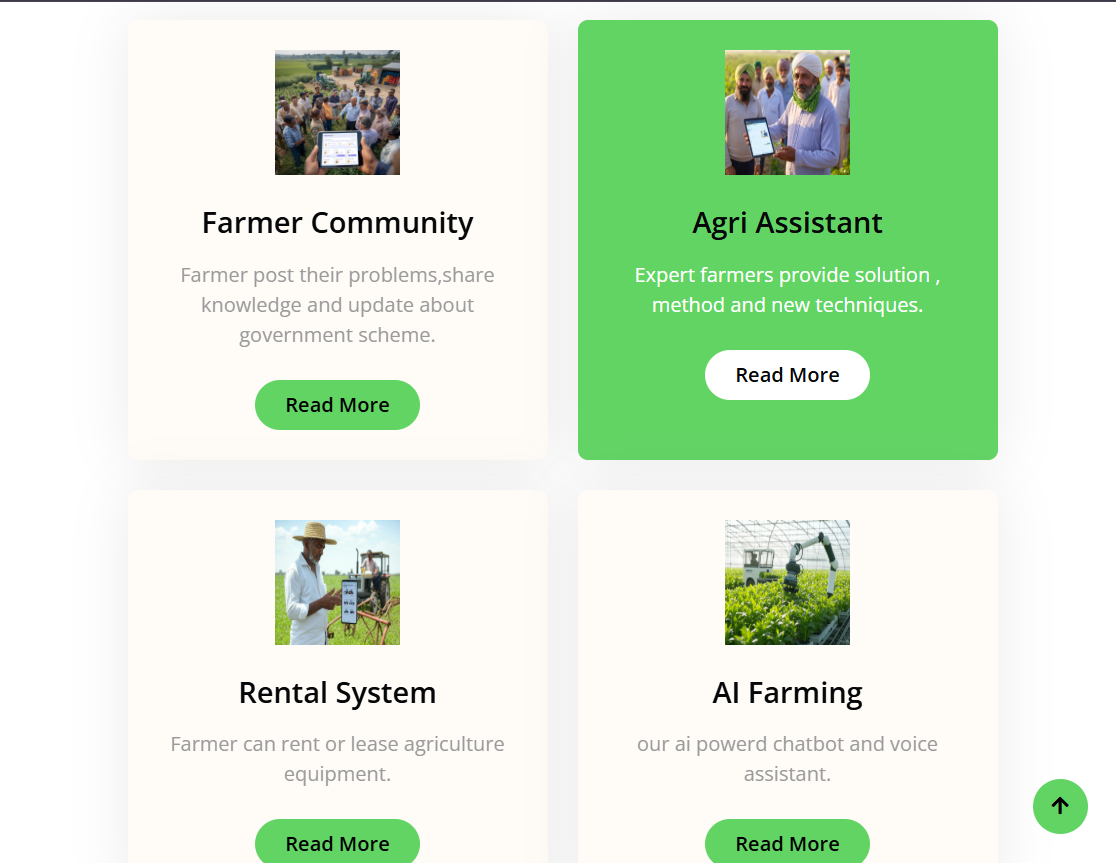 Farmer Community
Farmer post their problems,share
knowledge and update about
government scheme.
Read More
Agri Assistant
Expert farmers provide solution ,
method and new techniques.
Read More
Rental System
Farmer can rent or lease agriculture
equipment.
Read More
AI Farming
our ai powerd chatbot and voice
assistant.
Read More